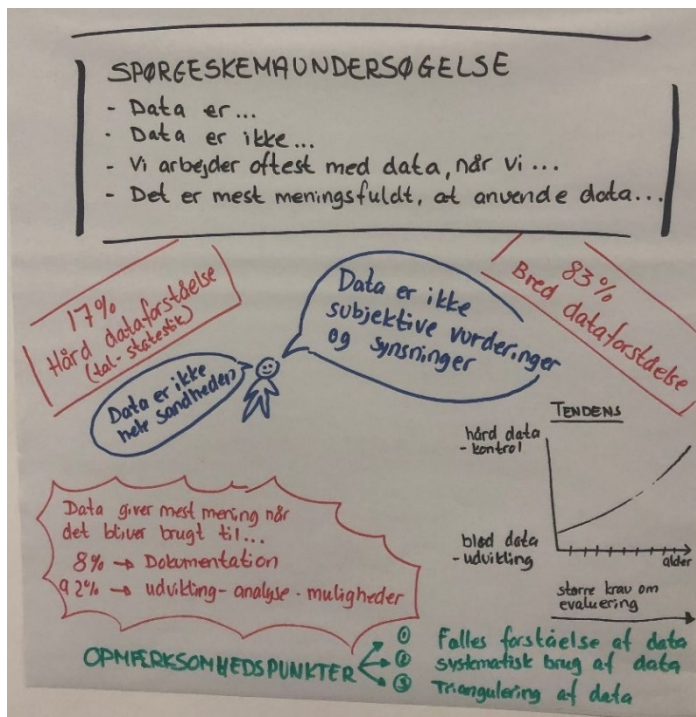 SPØRGESKEMAUNDERSØGELSE
- Data er...
- Data er ikke...
- Vi arbejder oftest med data, når vi...
- Det er mest meningsfuldt, at anvende data...
17%
Hård dataforståelse
(tal-statestik)
83%
Bred dataforståelse
Data er ikke
subjektive vurderinger
og synsninger
Data er ikke
hele sandheden
TENDENS
hård data
- kontrol
blød data
- udvikling
alder
større krav om
evaluering
Data giver mest mening når
det bliver brugt til...
8% → Dokumentation
92% → udvikling - analyse - muligheder
OPMÆRKSOMHEDSPUNKTER
① Fælles forståelse af data
② systematisk brug af data
③ Triangulering af data